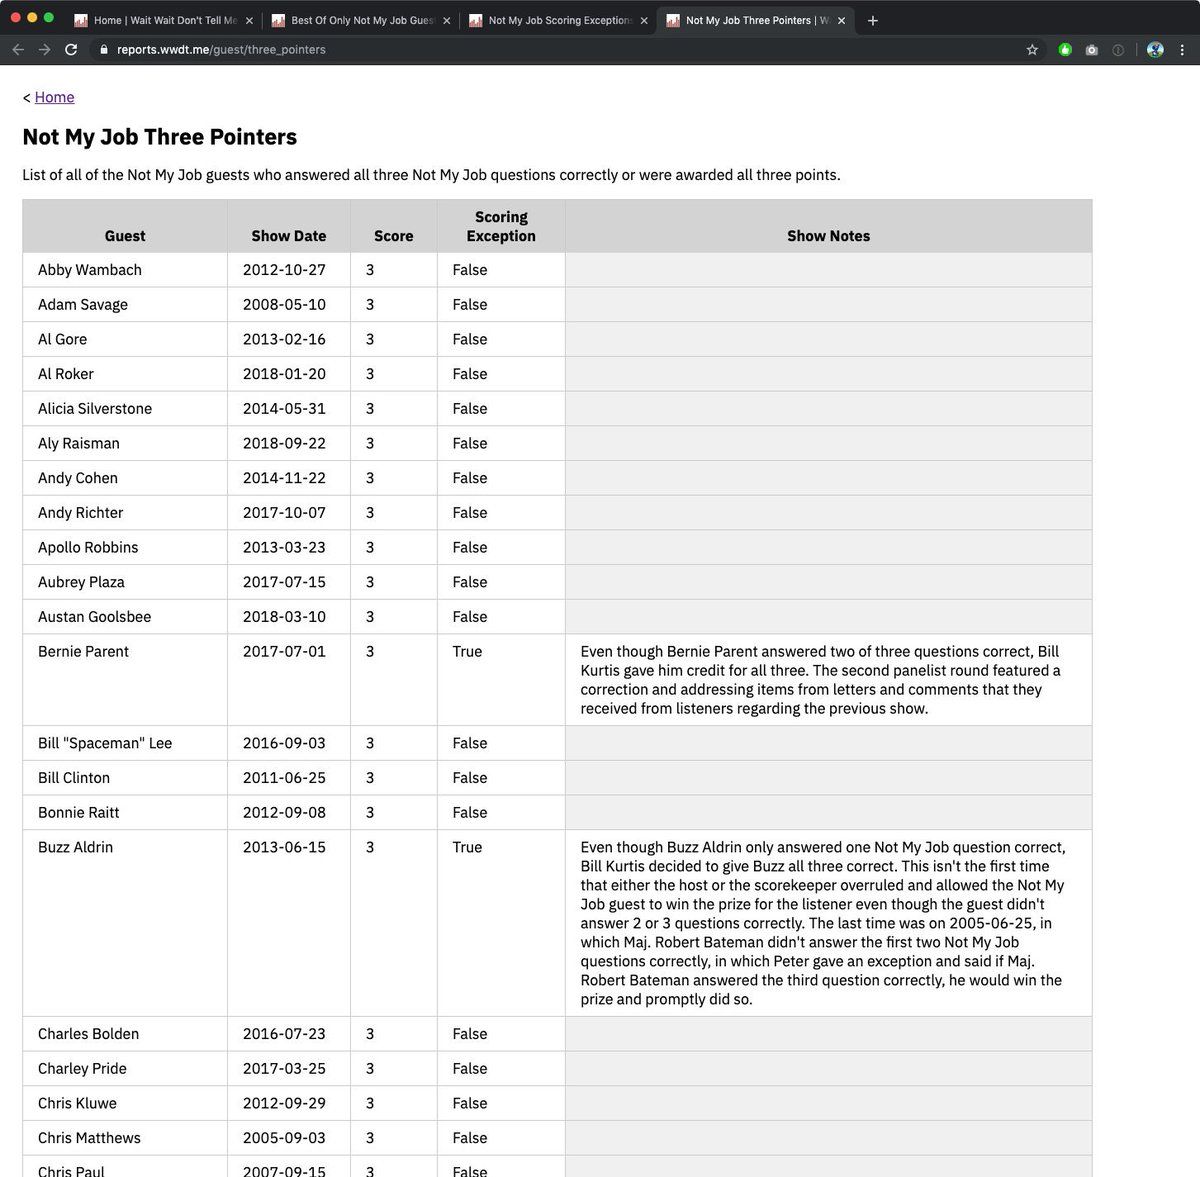 Home | Wait Wait Don't Tell Me
Best Of Only Not My Job Gues
Not My Job Scoring Exceptions
Not My Job Three Pointers | W
reports.wwdt.me/guest/three_pointers
< Home
Not My Job Three Pointers
List of all of the Not My Job guests who answered all three Not My Job questions correctly or were awarded all three points.
Guest Show Date Score Scoring Exception Show Notes
Abby Wambach 2012-10-27 3 False
Adam Savage 2008-05-10 3 False
Al Gore 2013-02-16 3 False
Al Roker 2018-01-20 3 False
Alicia Silverstone 2014-05-31 3 False
Aly Raisman 2018-09-22 3 False
Andy Cohen 2014-11-22 3 False
Andy Richter 2017-10-07 3 False
Apollo Robbins 2013-03-23 3 False
Aubrey Plaza 2017-07-15 3 False
Austan Goolsbee 2018-03-10 3 False
Bernie Parent 2017-07-01 3 True Even though Bernie Parent answered two of three questions correct, Bill
Kurtis gave him credit for all three. The second panelist round featured a
correction and addressing items from letters and comments that they
received from listeners regarding the previous show.
Bill "Spaceman" Lee 2016-09-03 3 False
Bill Clinton 2011-06-25 3 False
Bonnie Raitt 2012-09-08 3 False
Buzz Aldrin 2013-06-15 3 True Even though Buzz Aldrin only answered one Not My Job question correct,
Bill Kurtis decided to give Buzz all three correct. This isn't the first time
that either the host or the scorekeeper overruled and allowed the Not My
Job guest to win the prize for the listener even though the guest didn't
answer 2 or 3 questions correctly. The last time was on 2005-06-25, in
which Maj. Robert Bateman didn't answer the first two Not My Job
questions correctly, in which Peter gave an exception and said if Maj.
Robert Bateman answered the third question correctly, he would win the
prize and promptly did so.
Charles Bolden 2016-07-23 3 False
Charley Pride 2017-03-25 3 False
Chris Kluwe 2012-09-29 3 False
Chris Matthews 2005-09-03 3 False
Chris Paul 2007-09-15 3 False